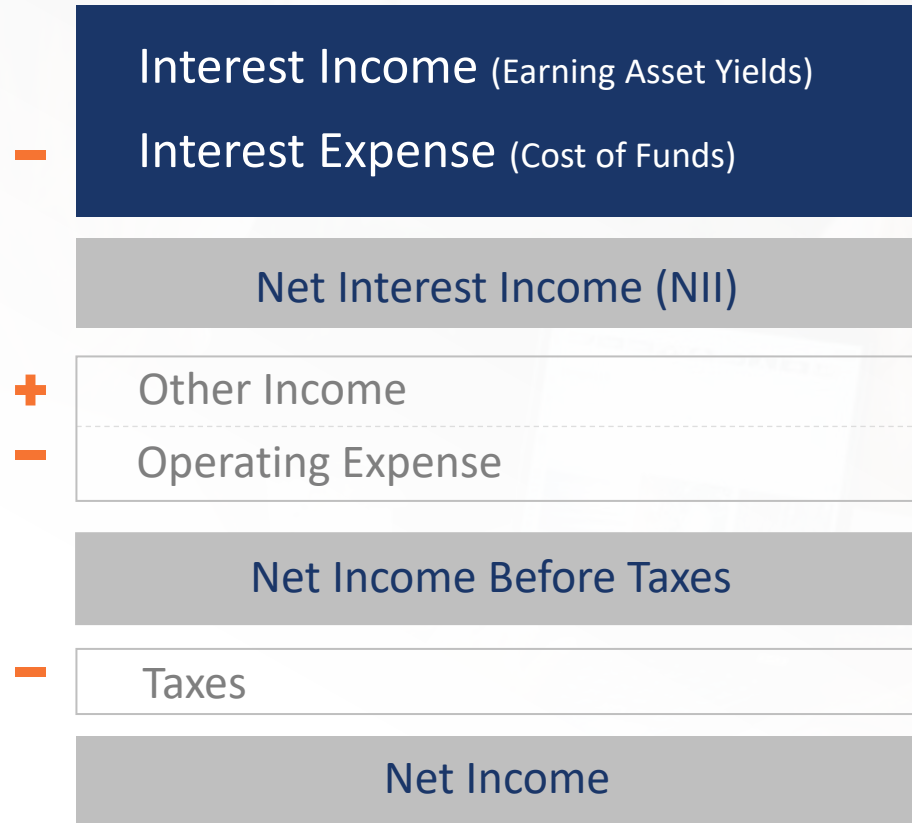 Interest Income (Earning Asset Yields)
- Interest Expense (Cost of Funds)
Net Interest Income (NII)
+ Other Income
- Operating Expense
Net Income Before Taxes
- Taxes
Net Income